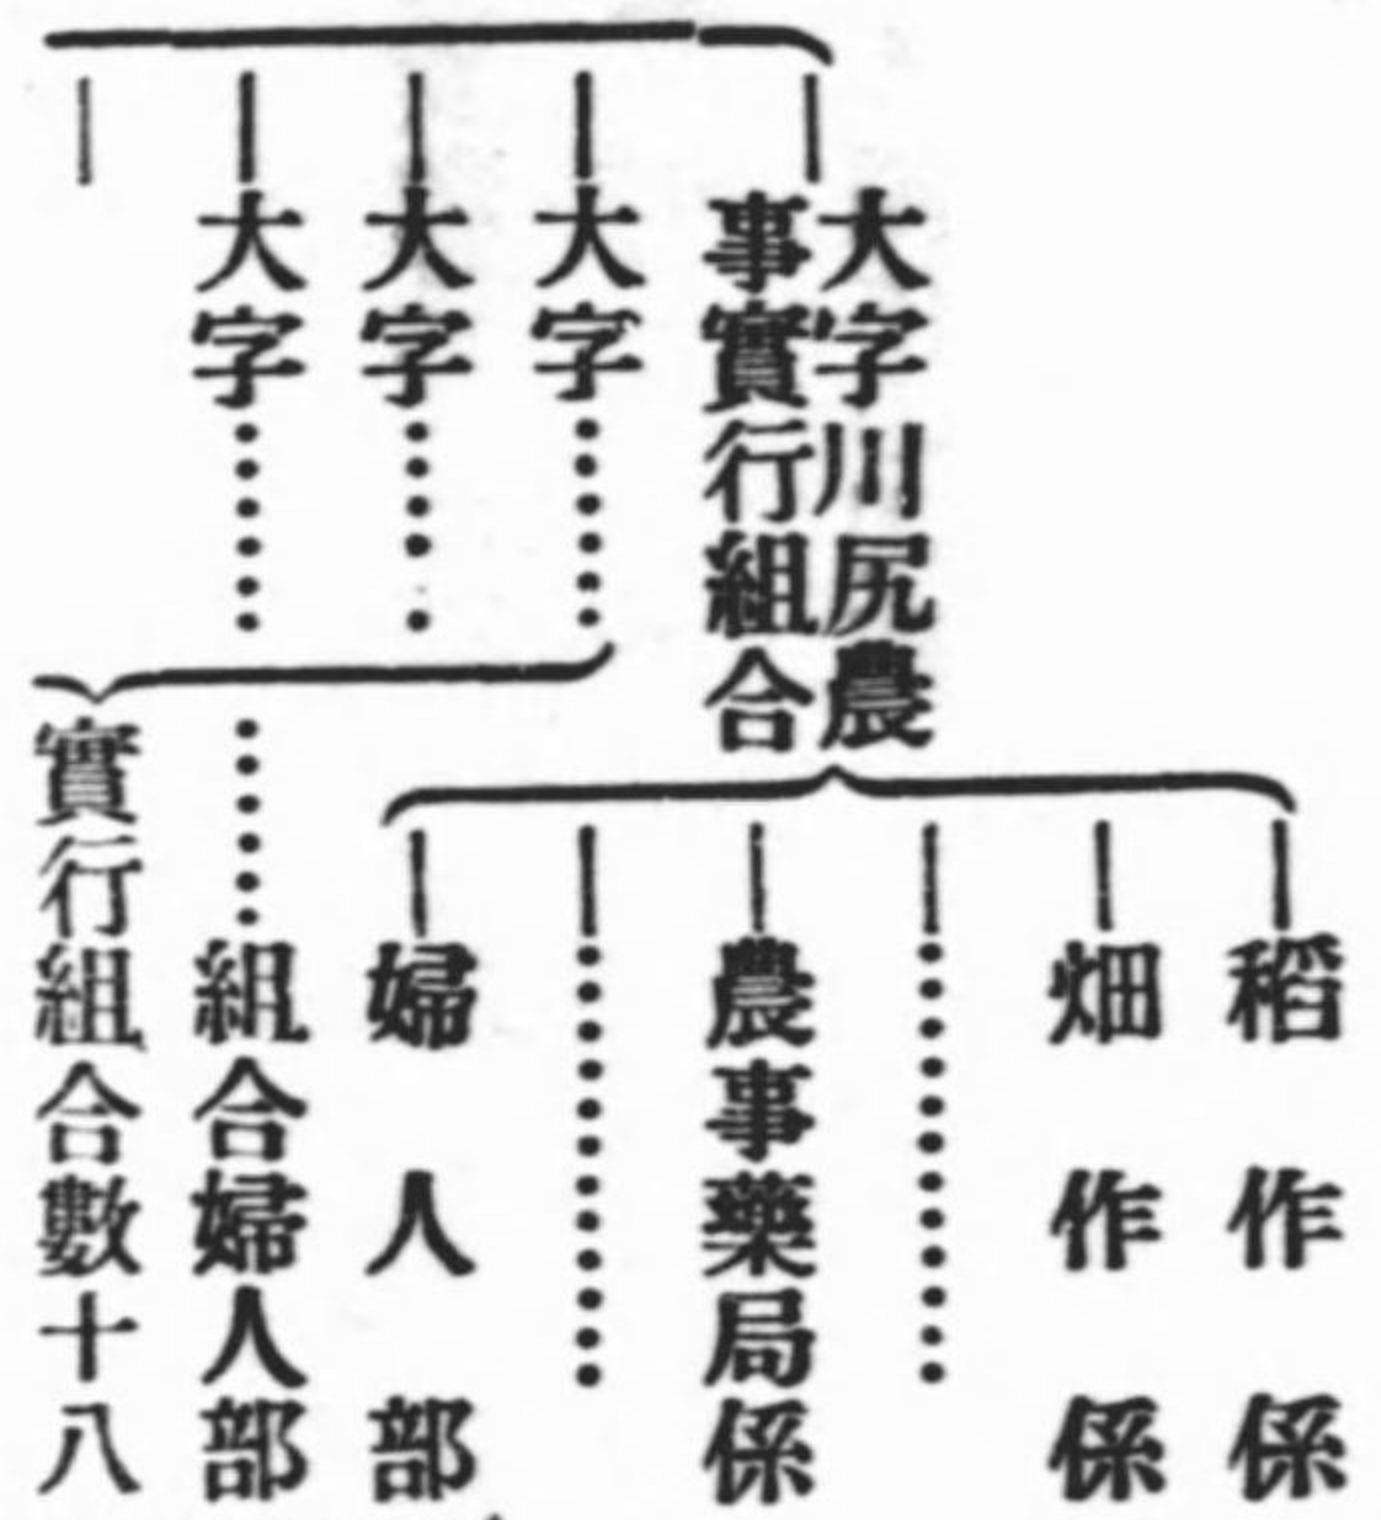 大字川尻農
事實行組合
稻作係
畑作係
…………
農事藥局係
…………
婦人部
大字……
大字……
大字……
……組合婦人部
實行組合數十八